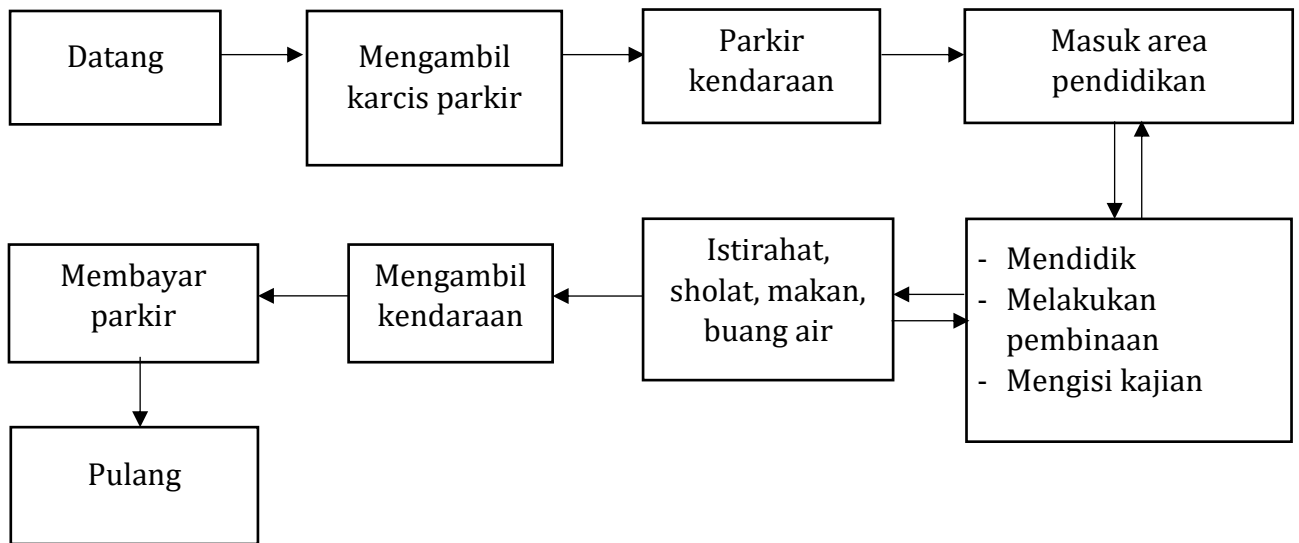 Datang
Mengambil
karcis parkir
Parkir
kendaraan
Masuk area
pendidikan
- Mendidik
- Melakukan
pembinaan
- Mengisi kajian
Istirahat,
sholat, makan,
buang air
Mengambil
kendaraan
Membayar
parkir
Pulang